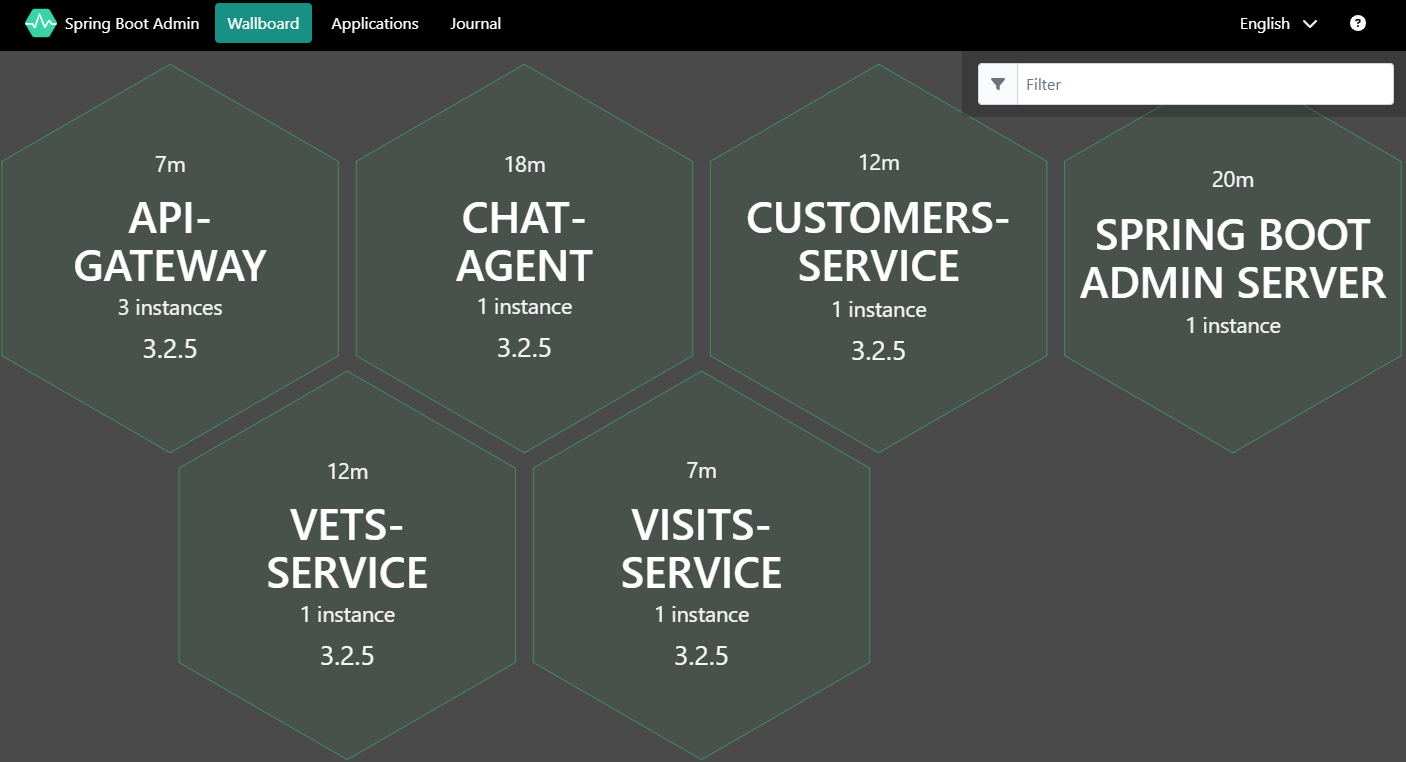 Spring Boot Admin Wallboard Applications Journal English ?
Filter
7m
API-
GATEWAY
3 instances
3.2.5
18m
CHAT-
AGENT
1 instance
3.2.5
12m
CUSTOMERS-
SERVICE
1 instance
3.2.5
20m
SPRING BOOT
ADMIN SERVER
1 instance
12m
VETS-
SERVICE
1 instance
3.2.5
7m
VISITS-
SERVICE
1 instance
3.2.5